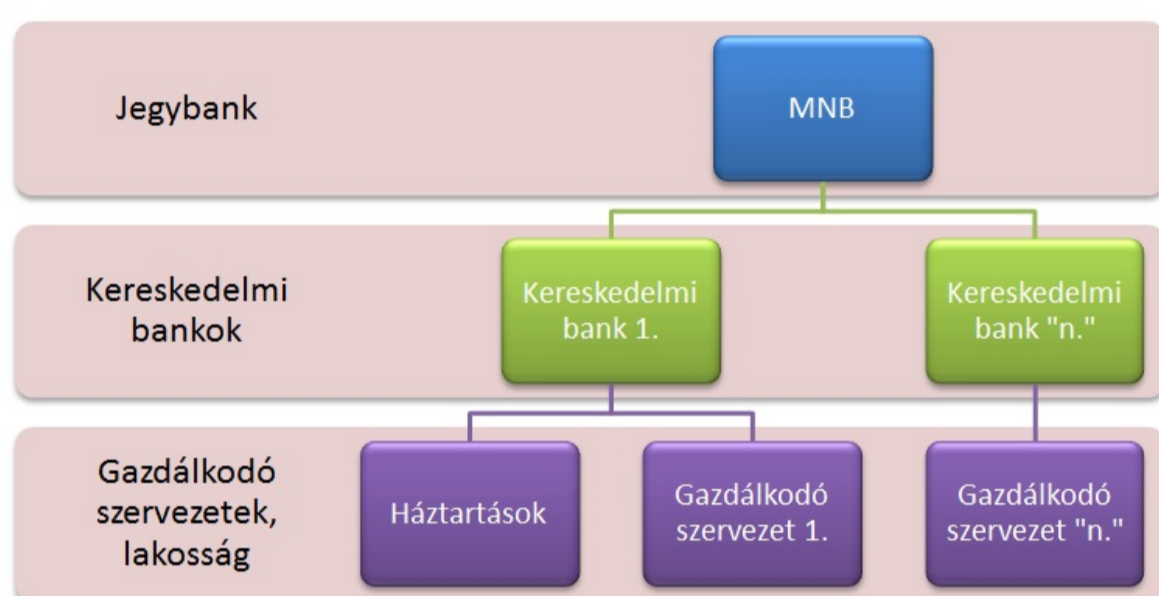 Jegybank
MNB
Kereskedelmi
bankok
Kereskedelmi
bank 1.
Kereskedelmi
bank "n."
Gazdálkodó
szervezetek,
lakosság
Háztartások
Gazdálkodó
szervezet 1.
Gazdálkodó
szervezet "n."